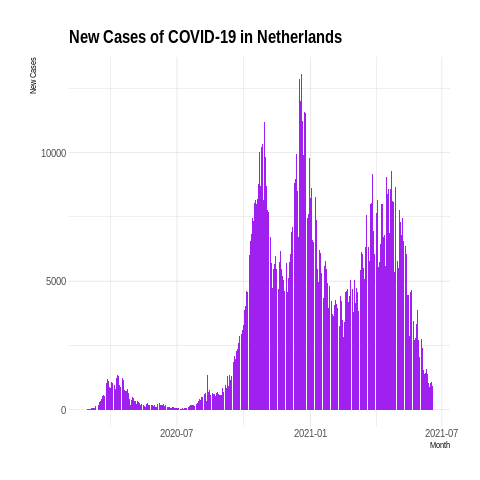 New Cases of COVID-19 in Netherlands
New Cases
10000
5000
0
2020-07
2021-01
2021-07
Month